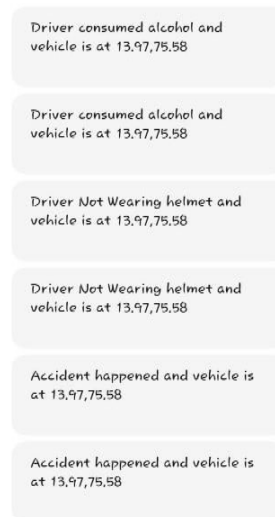 Driver consumed alcohol and
vehicle is at 13.97,75.58
Driver consumed alcohol and
vehicle is at 13.97,75.58
Driver Not Wearing helmet and
vehicle is at 13.97,75.58
Driver Not Wearing helmet and
vehicle is at 13.97,75.58
Accident happened and vehicle is
at 13.97,75.58
Accident happened and vehicle is
at 13.97,75.58